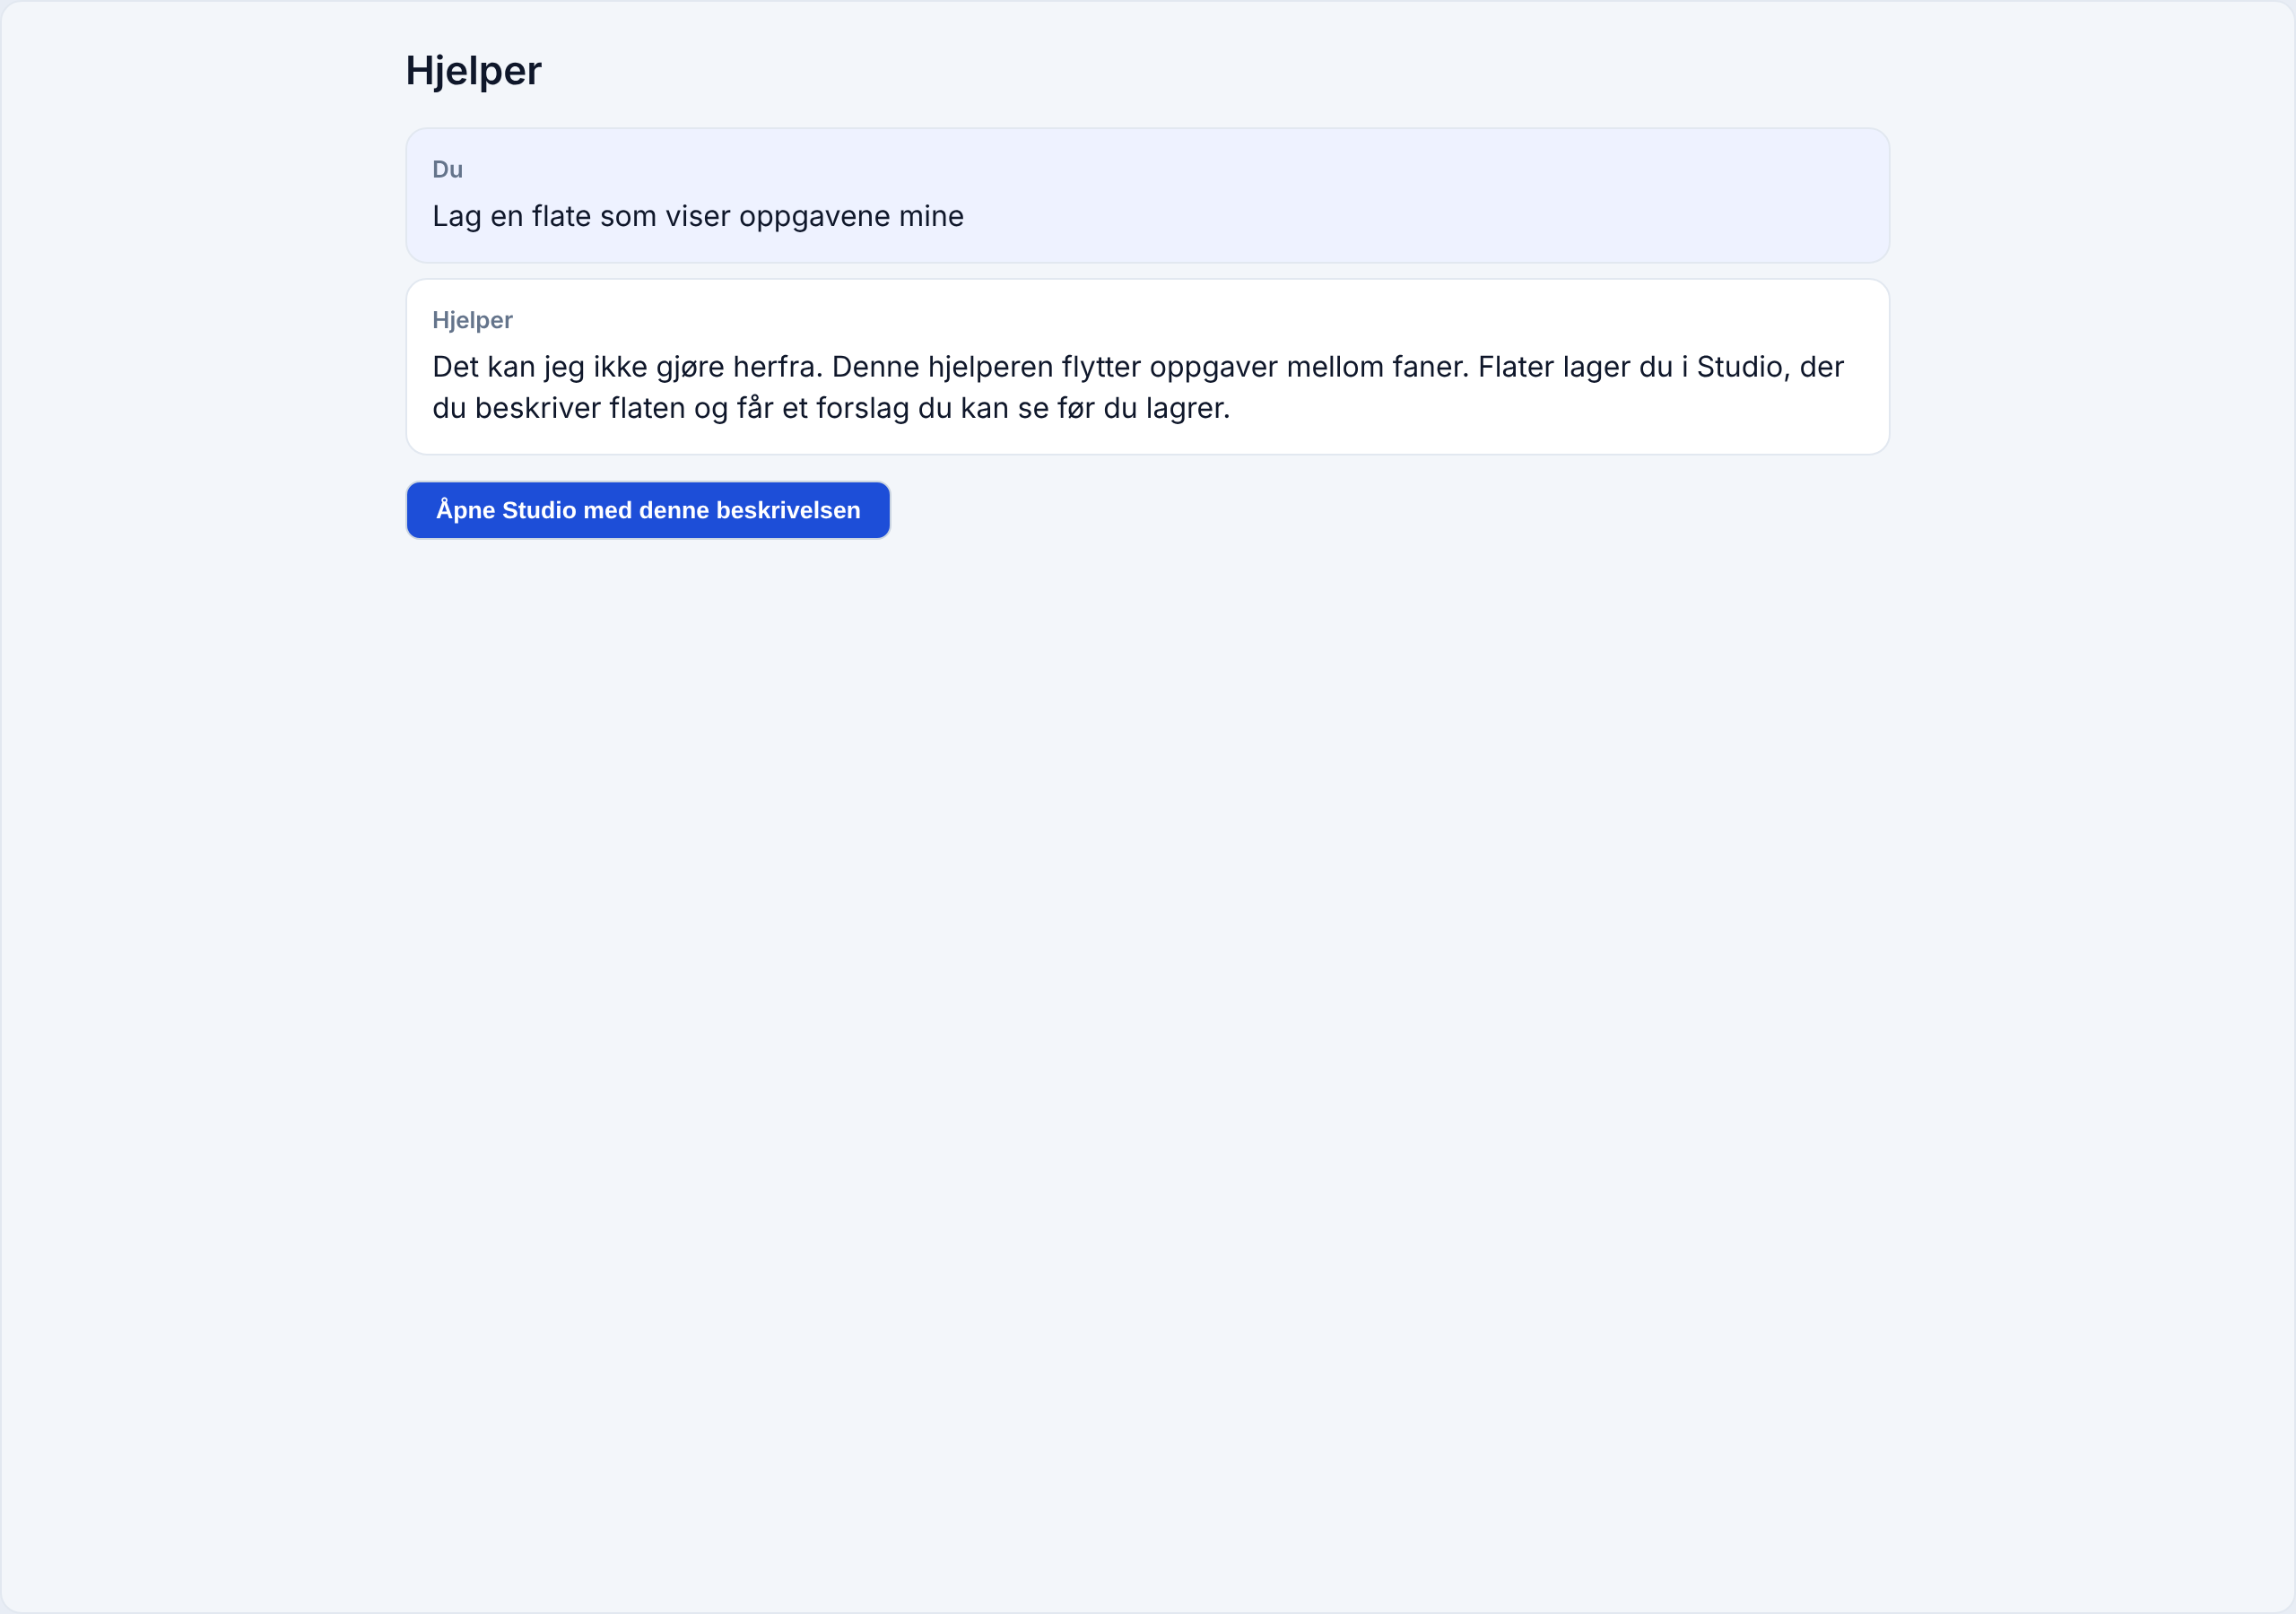 Hjelper
Du
Lag en flate som viser oppgavene mine
Hjelper
Det kan jeg ikke gjøre herfra. Denne hjelperen flytter oppgaver mellom faner. Flater lager du i Studio, der
du beskriver flaten og får et forslag du kan se før du lagrer.
Åpne Studio med denne beskrivelsen